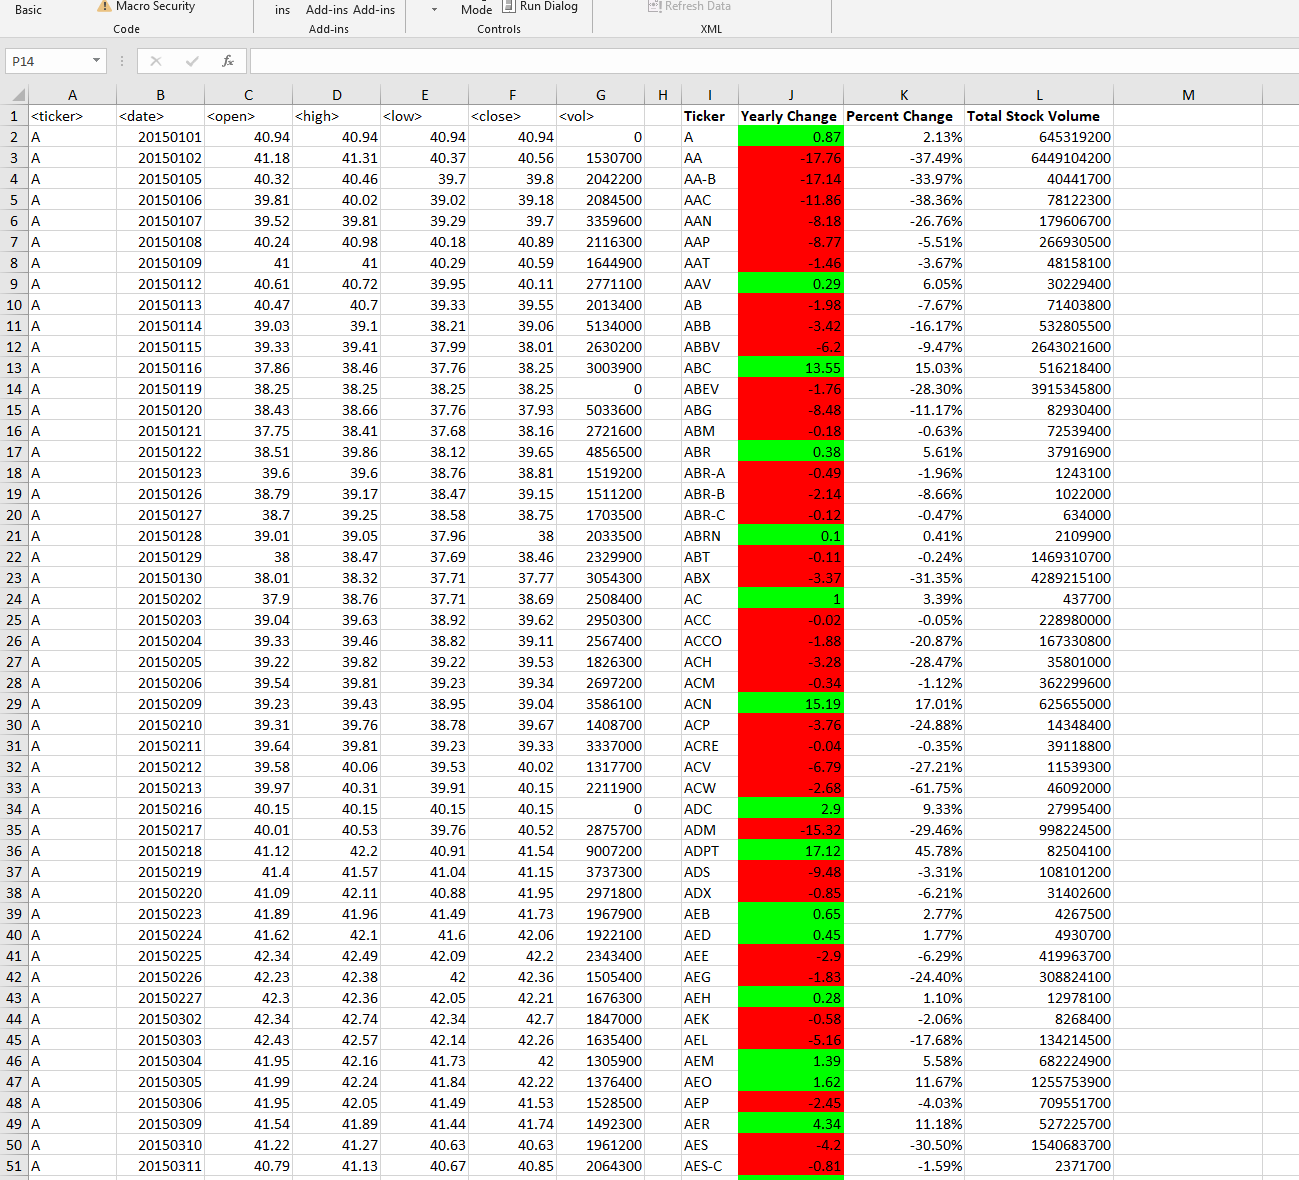 Basic Macro Security ins Add-ins Add-ins Mode Run Dialog Refresh Data
Code Add-ins Controls XML
P14 fx
A B C D E F G H I J K L M
1 <ticker> <date> <open> <high> <low> <close> <vol> Ticker Yearly Change Percent Change Total Stock Volume
2 A 20150101 40.94 40.94 40.94 40.94 0 A 0.87 2.13% 645319200
3 A 20150102 41.18 41.31 40.37 40.56 1530700 AA -17.76 -37.49% 6449104200
4 A 20150105 40.32 40.46 39.7 39.8 2042200 AA-B -17.14 -33.97% 40441700
5 A 20150106 39.81 40.02 39.02 39.18 2084500 AAC -11.86 -38.36% 78122300
6 A 20150107 39.52 39.81 39.29 39.7 3359600 AAN -8.18 -26.76% 179606700
7 A 20150108 40.24 40.98 40.18 40.89 2116300 AAP -8.77 -5.51% 266930500
8 A 20150109 41 41 40.29 40.59 1644900 AAT -1.46 -3.67% 48158100
9 A 20150112 40.61 40.72 39.95 40.11 2771100 AAV 0.29 6.05% 30229400
10 A 20150113 40.47 40.7 39.33 39.55 2013400 AB -1.98 -7.67% 71403800
11 A 20150114 39.03 39.1 38.21 39.06 5134000 ABB -3.42 -16.17% 532805500
12 A 20150115 39.33 39.41 37.99 38.01 2630200 ABBV -6.2 -9.47% 2643021600
13 A 20150116 37.86 38.46 37.76 38.25 3003900 ABC 13.55 15.03% 516218400
14 A 20150119 38.25 38.25 38.25 38.25 0 ABEV -1.76 -28.30% 3915345800
15 A 20150120 38.43 38.66 37.76 37.93 5033600 ABG -8.48 -11.17% 82930400
16 A 20150121 37.75 38.41 37.68 38.16 2721600 ABM -0.18 -0.63% 72539400
17 A 20150122 38.51 39.86 38.12 39.65 4856500 ABR 0.38 5.61% 37916900
18 A 20150123 39.6 39.6 38.76 38.81 1519200 ABR-A -0.49 -1.96% 1243100
19 A 20150126 38.79 39.17 38.47 39.15 1511200 ABR-B -2.14 -8.66% 1022000
20 A 20150127 38.7 39.25 38.58 38.75 1703500 ABR-C -0.12 -0.47% 634000
21 A 20150128 39.01 39.05 37.96 38 2033500 ABRN 0.1 0.41% 2109900
22 A 20150129 38 38.47 37.69 38.46 2329900 ABT -0.11 -0.24% 1469310700
23 A 20150130 38.01 38.32 37.71 37.77 3054300 ABX -3.37 -31.35% 4289215100
24 A 20150202 37.9 38.76 37.71 38.69 2508400 AC 1 3.39% 437700
25 A 20150203 39.04 39.63 38.92 39.62 2950300 ACC -0.02 -0.05% 228980000
26 A 20150204 39.33 39.46 38.82 39.11 2567400 ACCO -1.88 -20.87% 167330800
27 A 20150205 39.22 39.82 39.22 39.53 1826300 ACH -3.28 -28.47% 35801000
28 A 20150206 39.54 39.81 39.23 39.34 2697200 ACM -0.34 -1.12% 362299600
29 A 20150209 39.23 39.43 38.95 39.04 3586100 ACN 15.19 17.01% 625655000
30 A 20150210 39.31 39.76 38.78 39.67 1408700 ACP -3.76 -24.88% 14348400
31 A 20150211 39.64 39.81 39.23 39.33 3337000 ACRE -0.04 -0.35% 39118800
32 A 20150212 39.58 40.06 39.53 40.02 1317700 ACV -6.79 -27.21% 11539300
33 A 20150213 39.97 40.31 39.91 40.15 2211900 ACW -2.68 -61.75% 46092000
34 A 20150216 40.15 40.15 40.15 40.15 0 ADC 2.9 9.33% 27995400
35 A 20150217 40.01 40.53 39.76 40.52 2875700 ADM -15.32 -29.46% 998224500
36 A 20150218 41.12 42.2 40.91 41.54 9007200 ADPT 17.12 45.78% 82504100
37 A 20150219 41.4 41.57 41.04 41.15 3737300 ADS -9.48 -3.31% 108101200
38 A 20150220 41.09 42.11 40.88 41.95 2971800 ADX -0.85 -6.21% 31402600
39 A 20150223 41.89 41.96 41.49 41.73 1967900 AEB 0.65 2.77% 4267500
40 A 20150224 41.62 42.1 41.6 42.06 1922100 AED 0.45 1.77% 4930700
41 A 20150225 42.34 42.49 42.09 42.2 2343400 AEE -2.9 -6.29% 419963700
42 A 20150226 42.23 42.38 42 42.36 1505400 AEG -1.83 -24.40% 308824100
43 A 20150227 42.3 42.36 42.05 42.21 1676300 AEH 0.28 1.10% 12978100
44 A 20150302 42.34 42.74 42.34 42.7 1847000 AEK -0.58 -2.06% 8268400
45 A 20150303 42.43 42.57 42.14 42.26 1635400 AEL -5.16 -17.68% 134214500
46 A 20150304 41.95 42.16 41.73 42 1305900 AEM 1.39 5.58% 682224900
47 A 20150305 41.99 42.24 41.84 42.22 1376400 AEO 1.62 11.67% 1255753900
48 A 20150306 41.95 42.05 41.49 41.53 1528500 AEP -2.45 -4.03% 709551700
49 A 20150309 41.54 41.89 41.44 41.74 1492300 AER 4.34 11.18% 527225700
50 A 20150310 41.22 41.27 40.63 40.63 1961200 AES -4.2 -30.50% 1540683700
51 A 20150311 40.79 41.13 40.67 40.85 2064300 AES-C -0.81 -1.59% 2371700